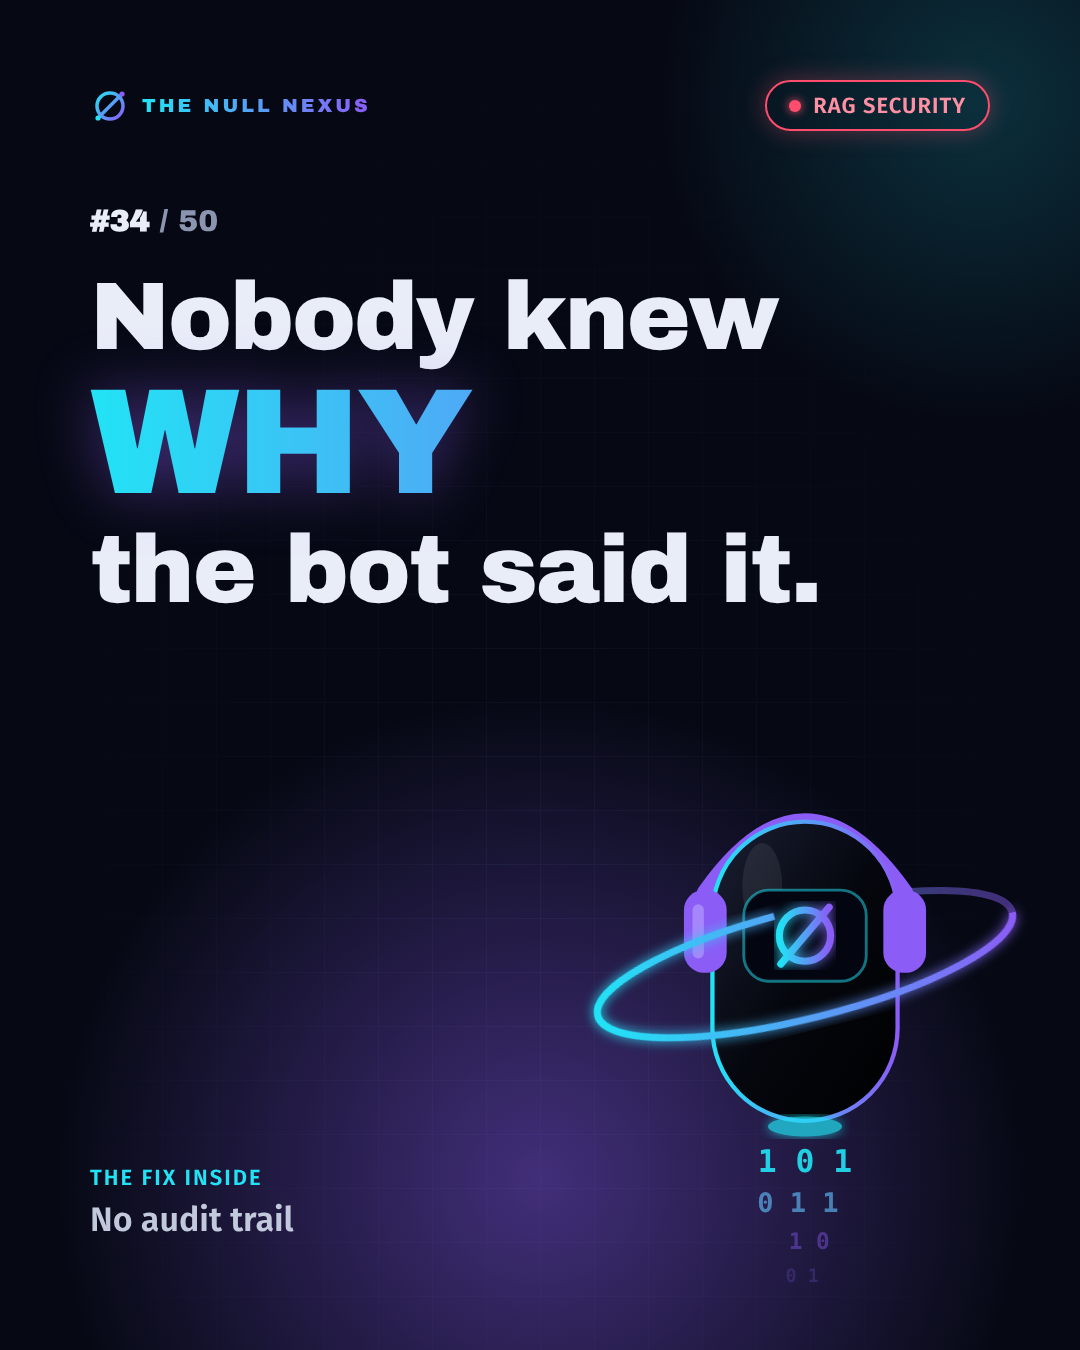 THE NULL NEXUS
RAG SECURITY
#34 / 50
Nobody knew
WHY
the bot said it.
THE FIX INSIDE
No audit trail
1 0 1
0 1 1
1 0
0 1